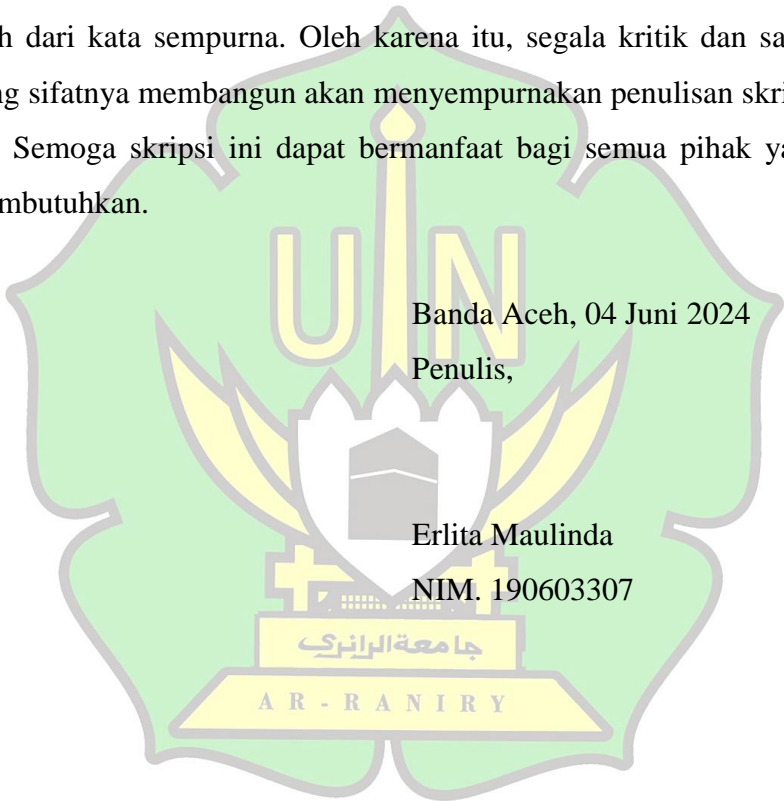 h dari kata sempurna. Oleh karena itu, segala kritik dan sa
ng sifatnya membangun akan menyempurnakan penulisan skri
Semoga skripsi ini dapat bermanfaat bagi semua pihak ya
mbutuhkan.
UIN
Banda Aceh, 04 Juni 2024
Penulis,
Erlita Maulinda
NIM. 190603307
جامعة الرانري
AR-RANIRY